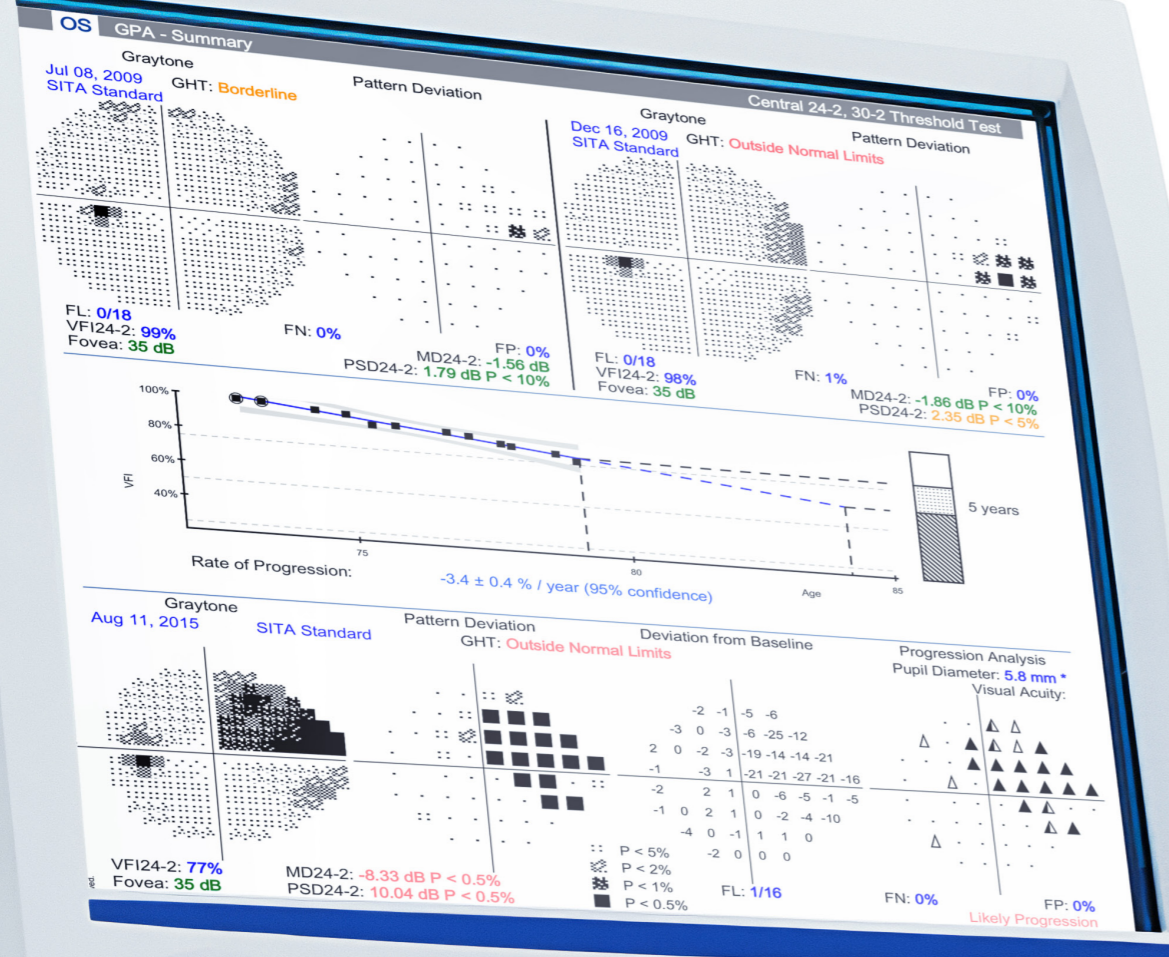 OS GPA - Summary
Central 24-2, 30-2 Threshold Test
Graytone
Jul 08, 2009 GHT: Borderline
SITA Standard
Pattern Deviation
FL: 0/18
VFI24-2: 99%
Fovea: 35 dB
FN: 0%
FP: 0%
MD24-2: -1.56 dB
PSD24-2: 1.79 dB P < 10%
Graytone
Dec 16, 2009 GHT: Outside Normal Limits
SITA Standard
Pattern Deviation
FL: 0/18
VFI24-2: 98%
Fovea: 35 dB
FN: 1%
FP: 0%
MD24-2: -1.86 dB P < 10%
PSD24-2: 2.35 dB P < 5%
100%
80%
60%
40%
VFI
75
80
85
Age
5 years
Rate of Progression: -3.4 ± 0.4 % / year (95% confidence)
Graytone
Aug 11, 2015 SITA Standard
Pattern Deviation
GHT: Outside Normal Limits
Deviation from Baseline
Progression Analysis
Pupil Diameter: 5.8 mm *
Visual Acuity:
-2 -1 -5 -6
-3 0 -3 -6 -25 -12
2 0 -2 -3 -19 -14 -14 -21
-1 -3 1 -21 -21 -27 -21 -16
-2 2 1 0 -6 -5 -1 -5
-1 0 2 1 0 -2 -4 -10
-4 0 -1 1 1 0
-2 0 0 0
VFI24-2: 77%
Fovea: 35 dB
MD24-2: -8.33 dB P < 0.5%
PSD24-2: 10.04 dB P < 0.5%
P < 5%
P < 2%
P < 1%
P < 0.5%
FL: 1/16
FN: 0%
FP: 0%
Likely Progression